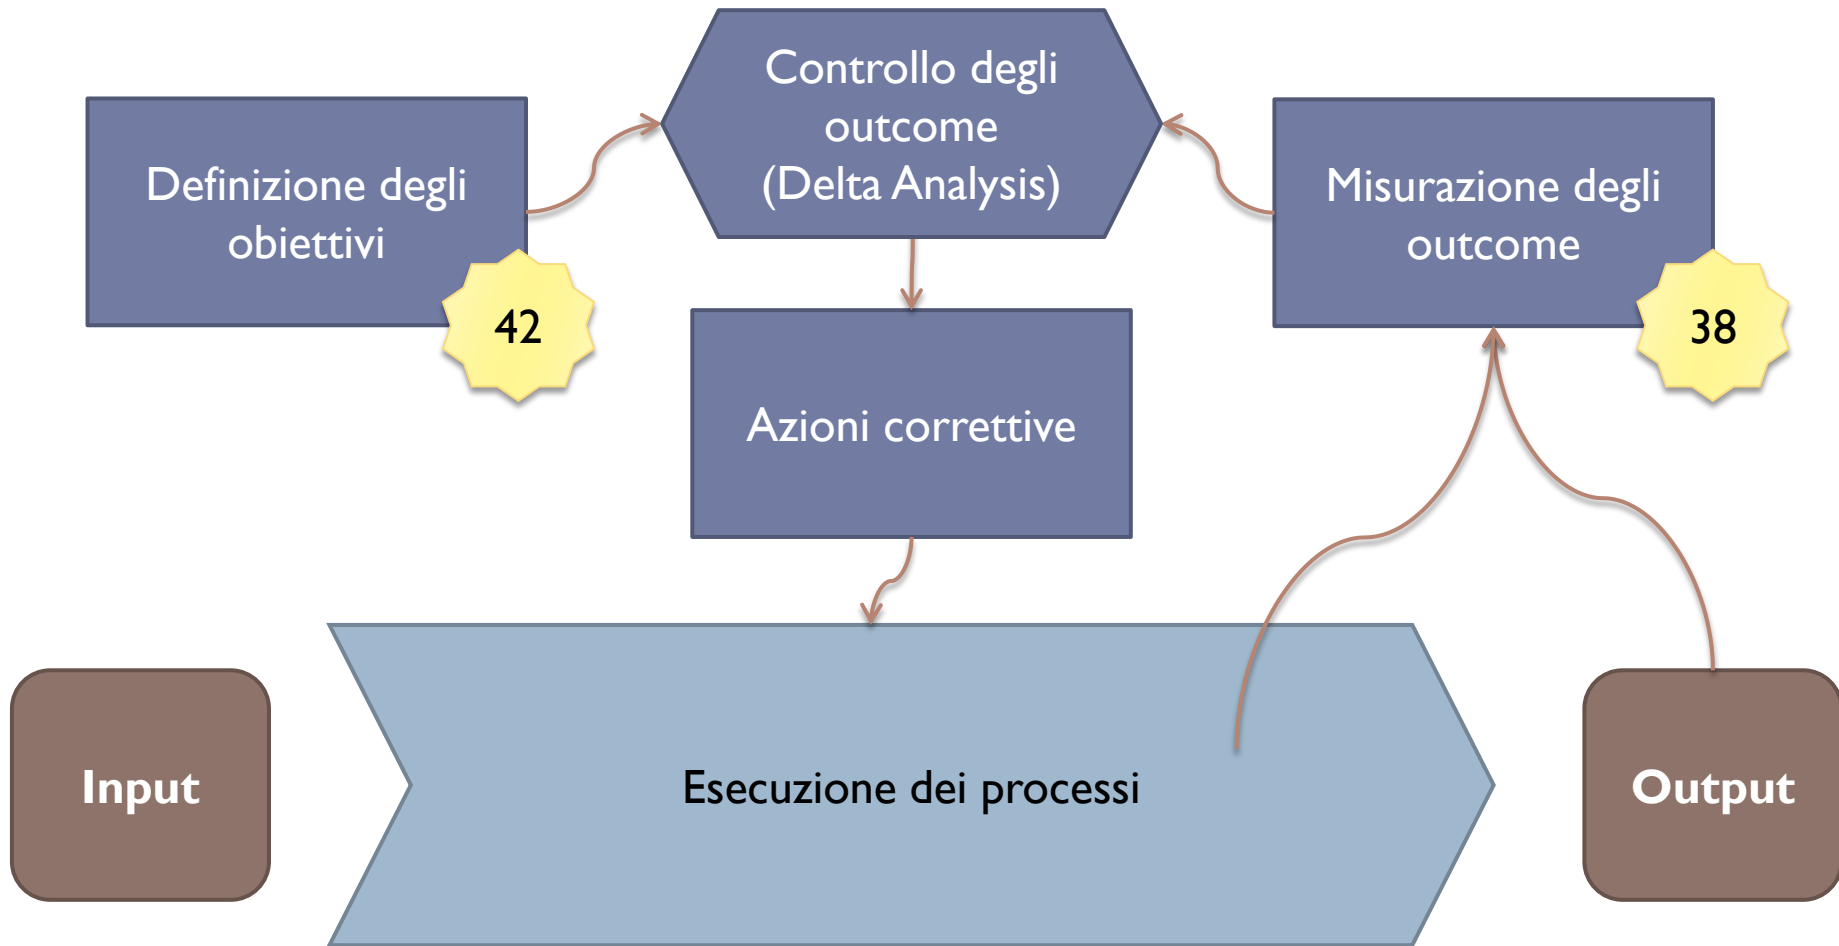 Controllo degli
outcome
(Delta Analysis)
Definizione degli
obiettivi
42
Misurazione degli
outcome
38
Azioni correttive
Input
Esecuzione dei processi
Output